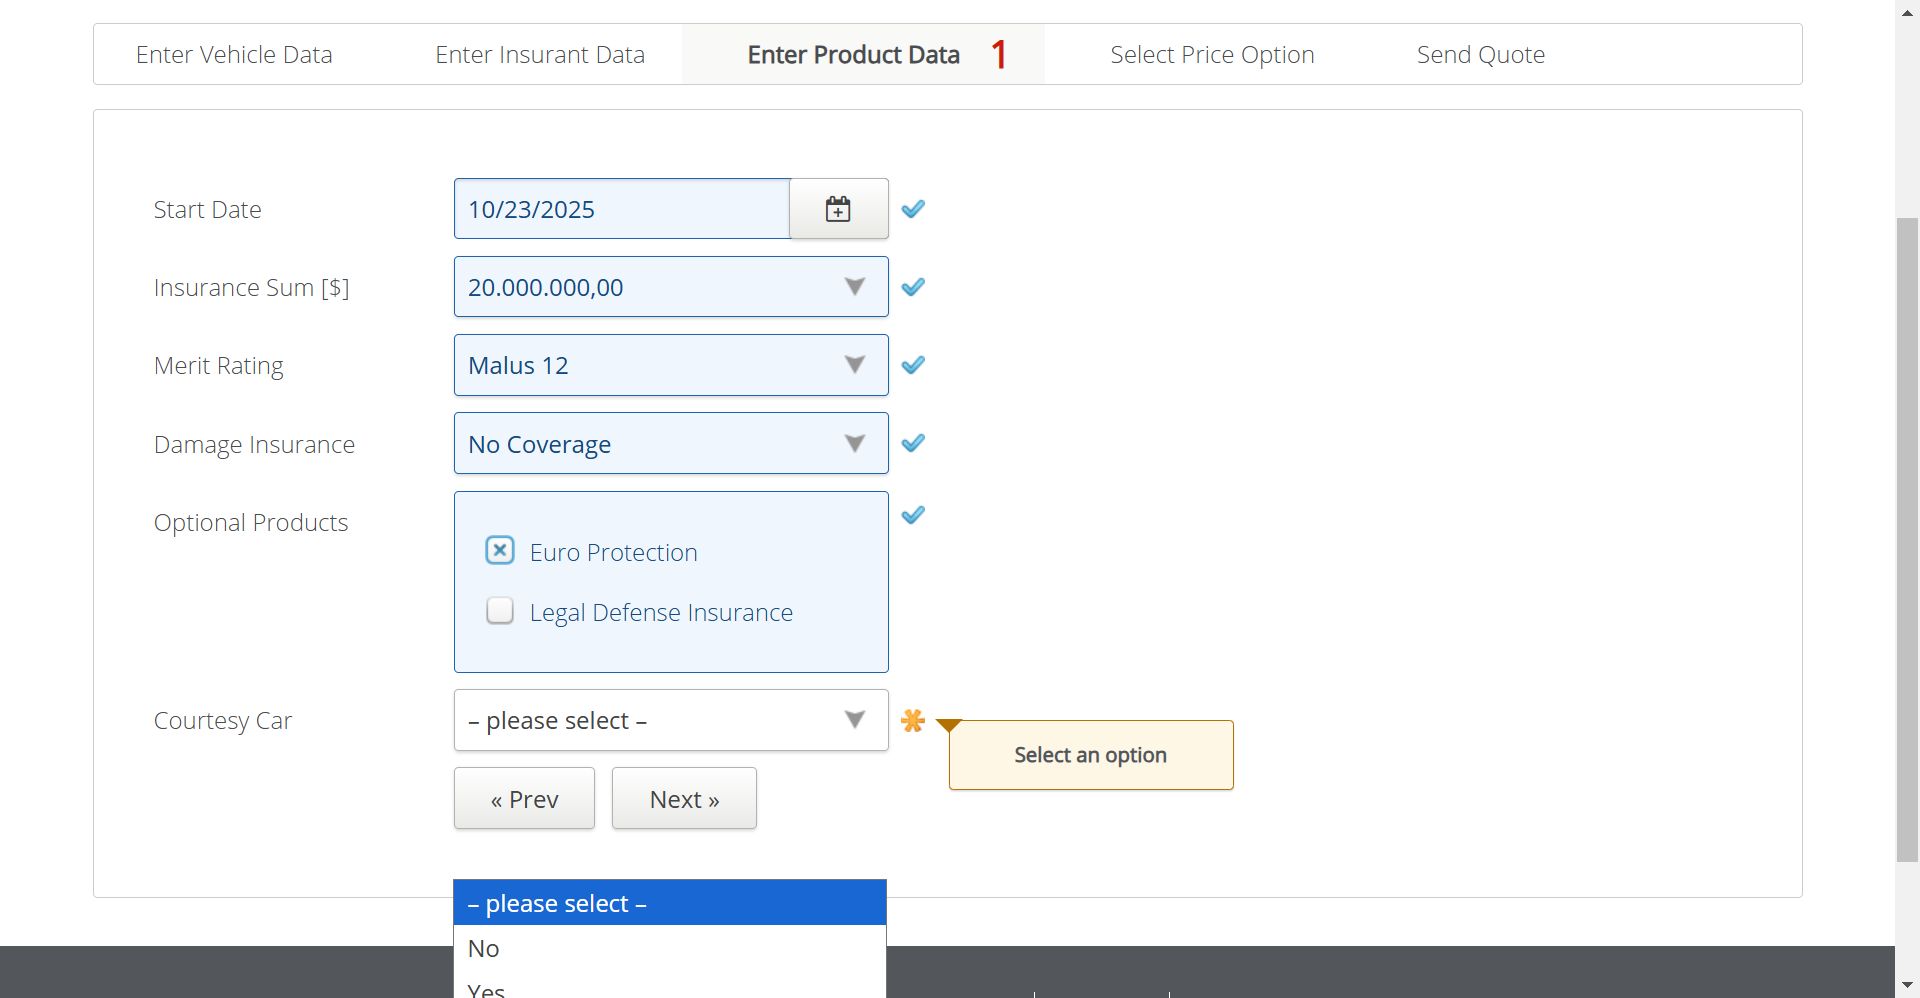 Enter Vehicle Data Enter Insurant Data Enter Product Data 1 Select Price Option Send Quote
Start Date 10/23/2025
Insurance Sum [$] 20.000.000,00
Merit Rating Malus 12
Damage Insurance No Coverage
Optional Products
Euro Protection
Legal Defense Insurance
Courtesy Car – please select –
Select an option
« Prev Next »
– please select –
No
Yes